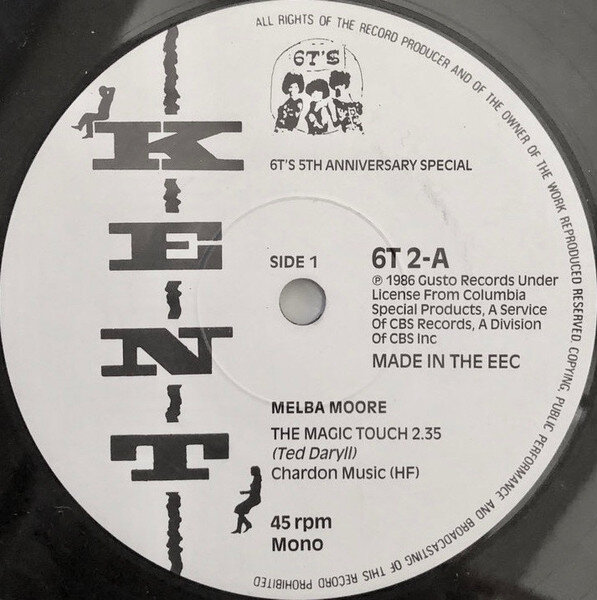 ALL RIGHTS OF THE RECORD PRODUCER AND OF THE OWNER OF THE WORK REPRODUCED RESERVED. COPYING, PUBLIC PERFORMANCE AND BROADCASTING OF THIS RECORD PROHIBITED
6T'S
KENT
6T'S 5TH ANNIVERSARY SPECIAL
SIDE 1
6T 2-A
℗ 1986 Gusto Records Under
License From Columbia
Special Products, A Service
Of CBS Records, A Division
Of CBS Inc
MADE IN THE EEC
MELBA MOORE
THE MAGIC TOUCH 2.35
(Ted Daryll)
Chardon Music (HF)
45 rpm
Mono